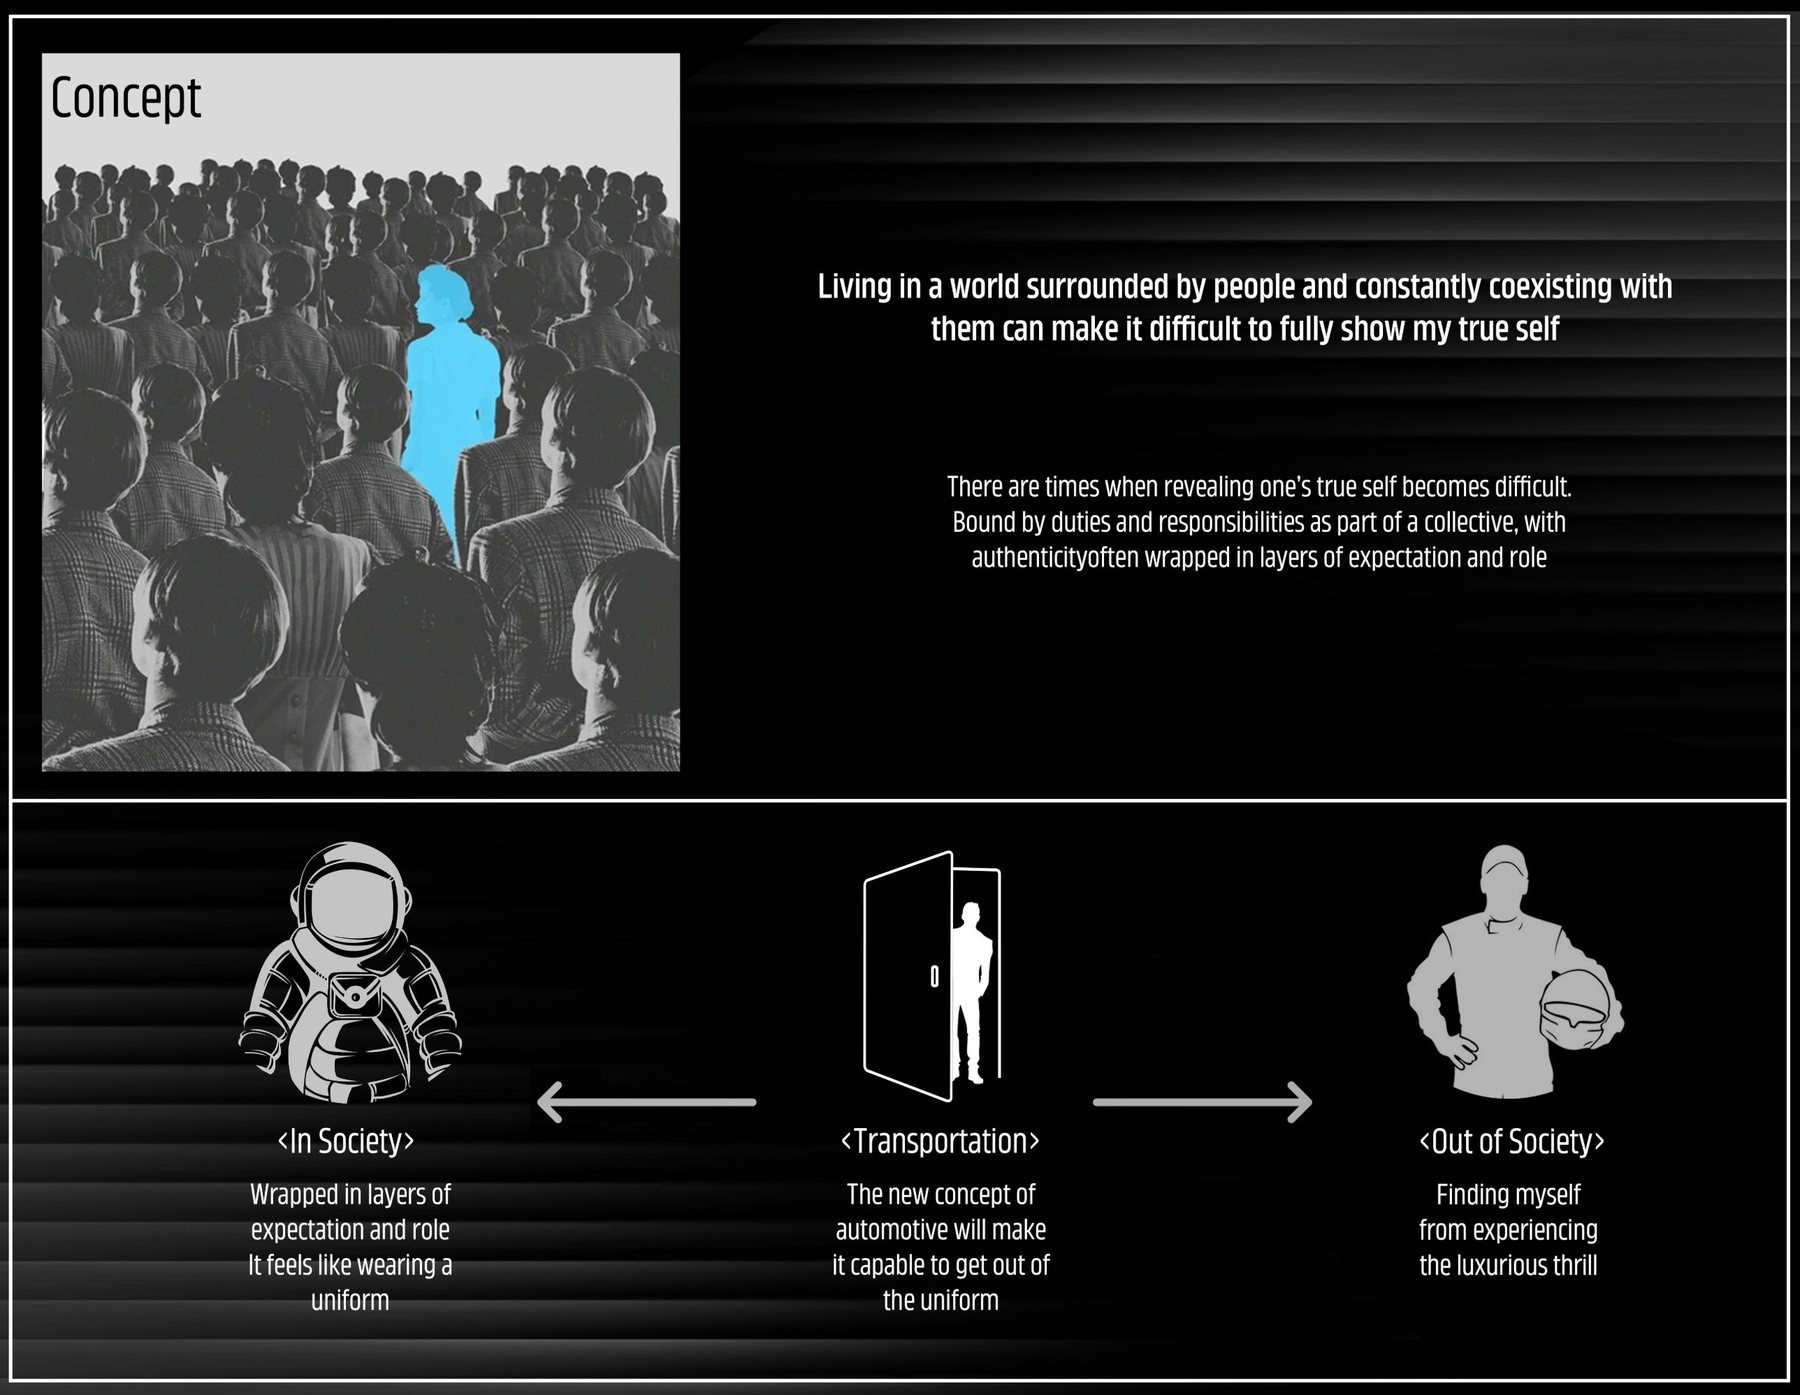 Concept
Living in a world surrounded by people and constantly coexisting with
them can make it difficult to fully show my true self
There are times when revealing one’s true self becomes difficult.
Bound by duties and responsibilities as part of a collective, with
authenticityoften wrapped in layers of expectation and role
<In Society>
Wrapped in layers of
expectation and role
It feels like wearing a
uniform
<Transportation>
The new concept of
automotive will make
it capable to get out of
the uniform
<Out of Society>
Finding myself
from experiencing
the luxurious thrill